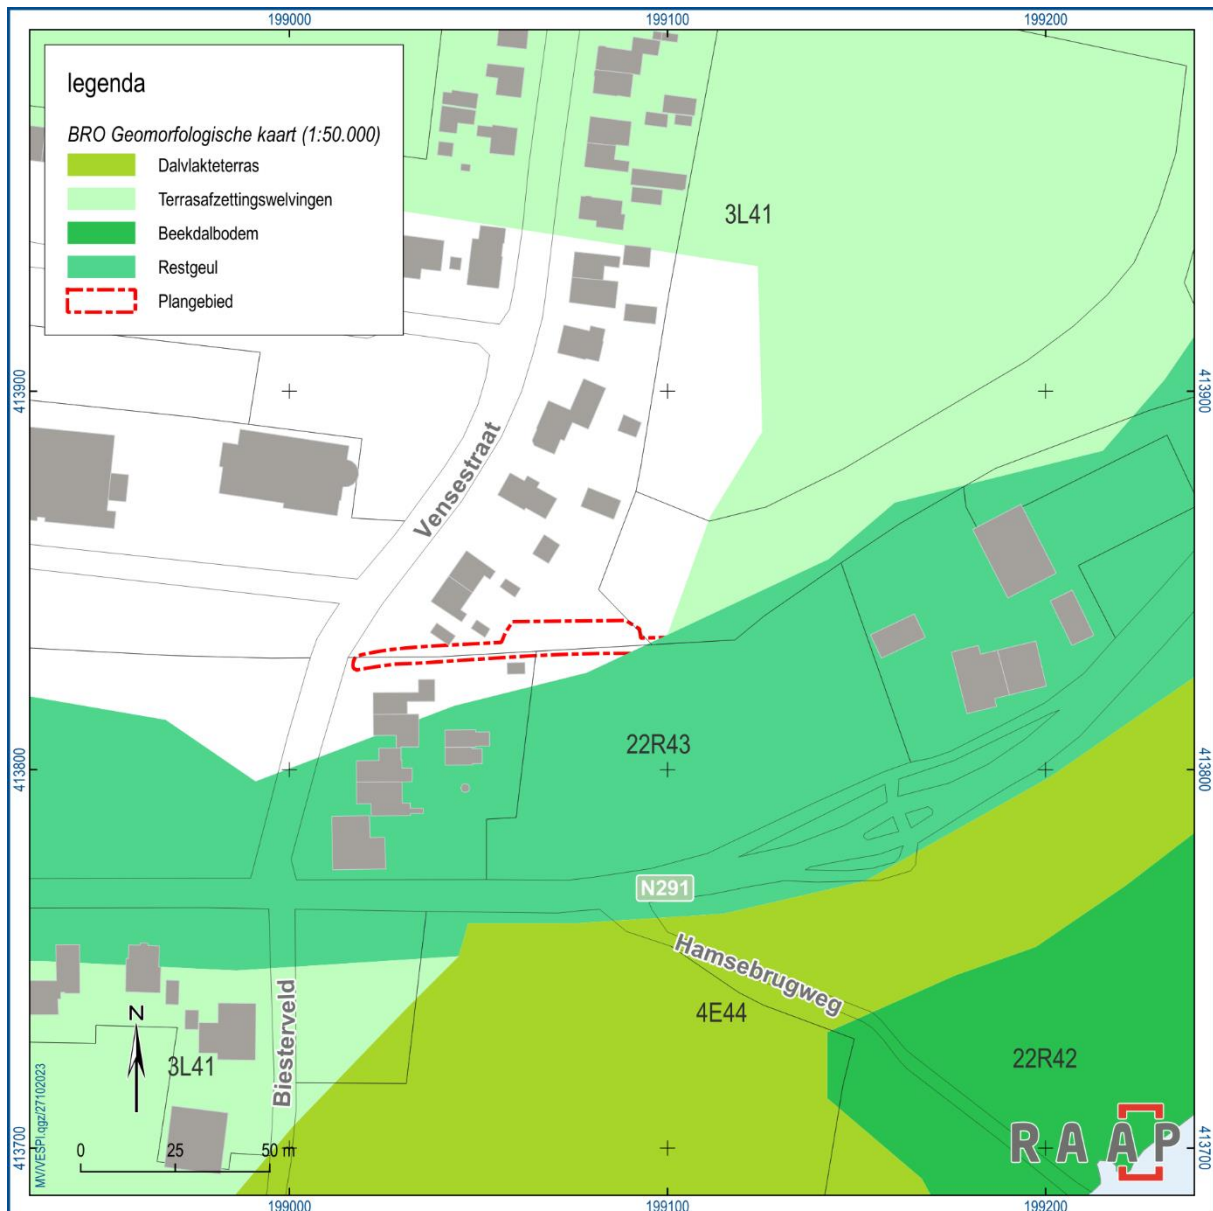 199000
199100
199200
legenda
BRO Geomorfologische kaart (1:50.000)
Dalvlakteterras
Terrasafzettingswelvingen
Beekdalbodem
Restgeul
Plangebied
3L41
413900
413900
Vensestraat
22R43
413800
413800
N291
Hamsebrugweg
4E44
Biesterveld
N
3L41
22R42
MV/VESPI.qgz/27102023
RAAP
413700
413700
0
25
50 m
199000
199100
199200